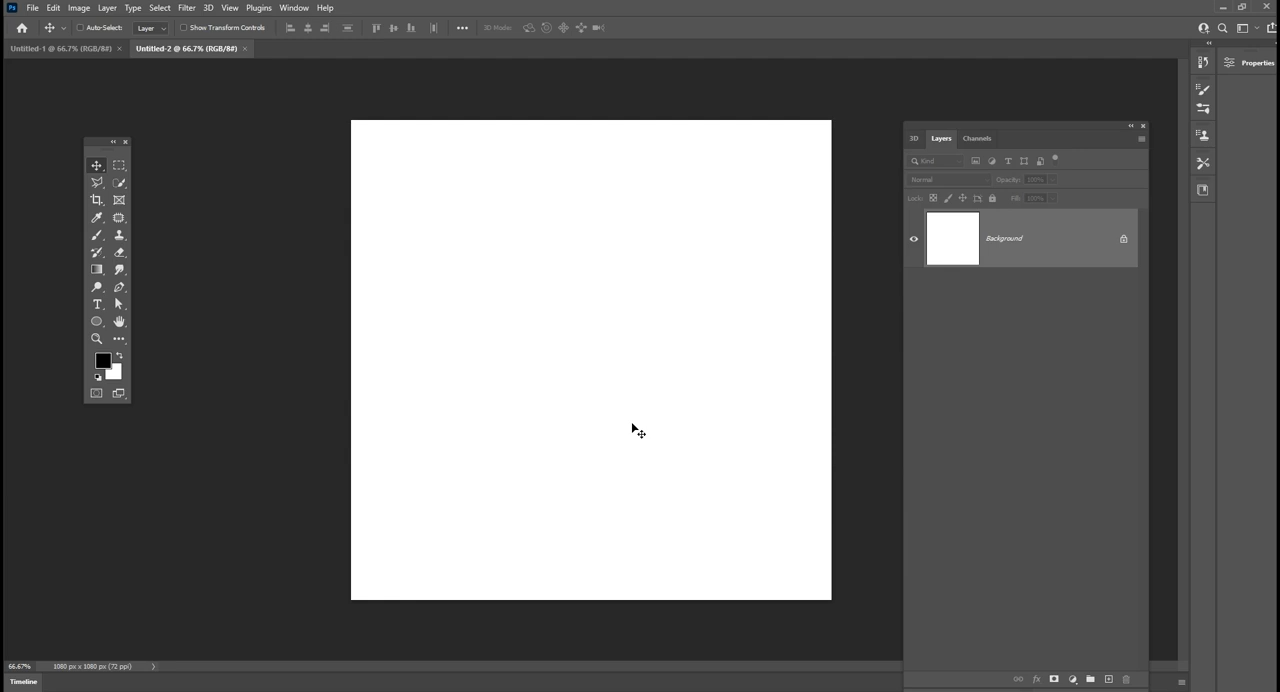 Ps File Edit Image Layer Type Select Filter 3D View Plugins Window Help
Auto-Select: Layer Show Transform Controls 3D Mode:
Untitled-1 @ 66.7% (RGB/8#) × Untitled-2 @ 66.7% (RGB/8#) ×
Properties
3D Layers Channels
Kind
Normal Opacity: 100%
Lock: Fill: 100%
Background
66.67% 1080 px x 1080 px (72 ppi)
Timeline